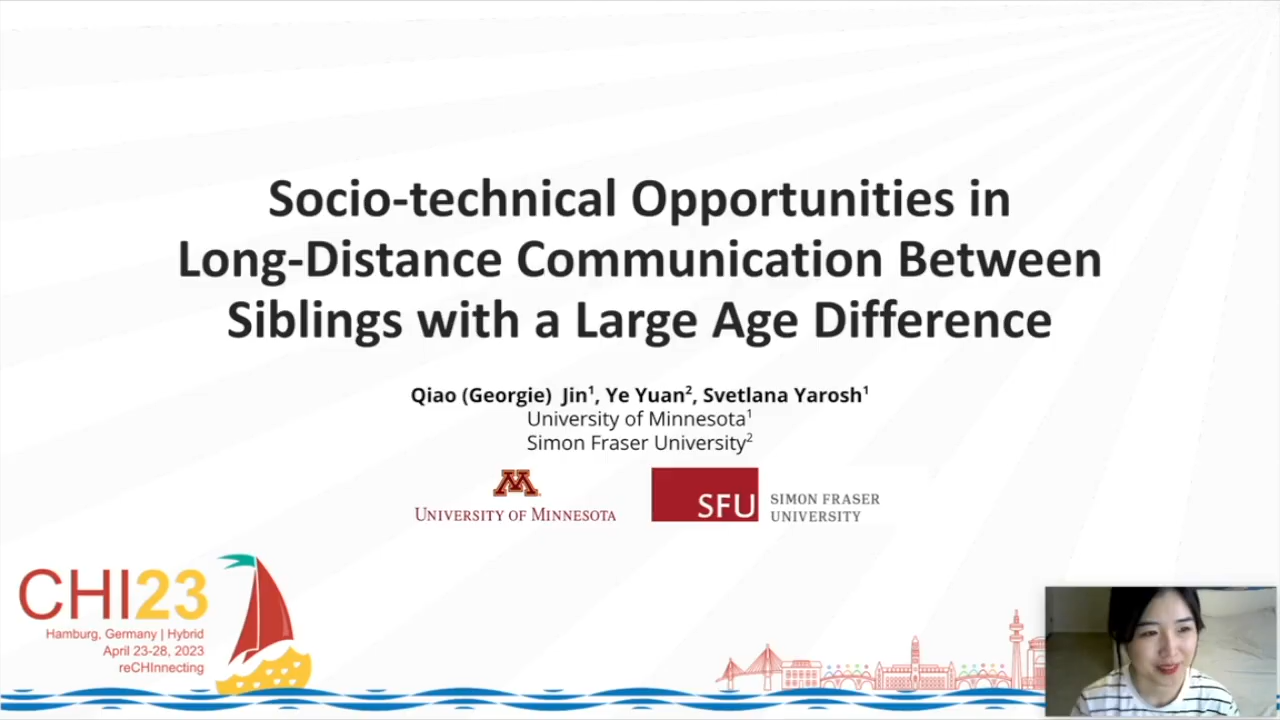 Socio-technical Opportunities in
Long-Distance Communication Between
Siblings with a Large Age Difference
Qiao (Georgie) Jin¹, Ye Yuan², Svetlana Yarosh¹
University of Minnesota¹
Simon Fraser University²
M
UNIVERSITY OF MINNESOTA
SFU
SIMON FRASER
UNIVERSITY
CHI23
Hamburg, Germany | Hybrid
April 23-28, 2023
reCHInnecting